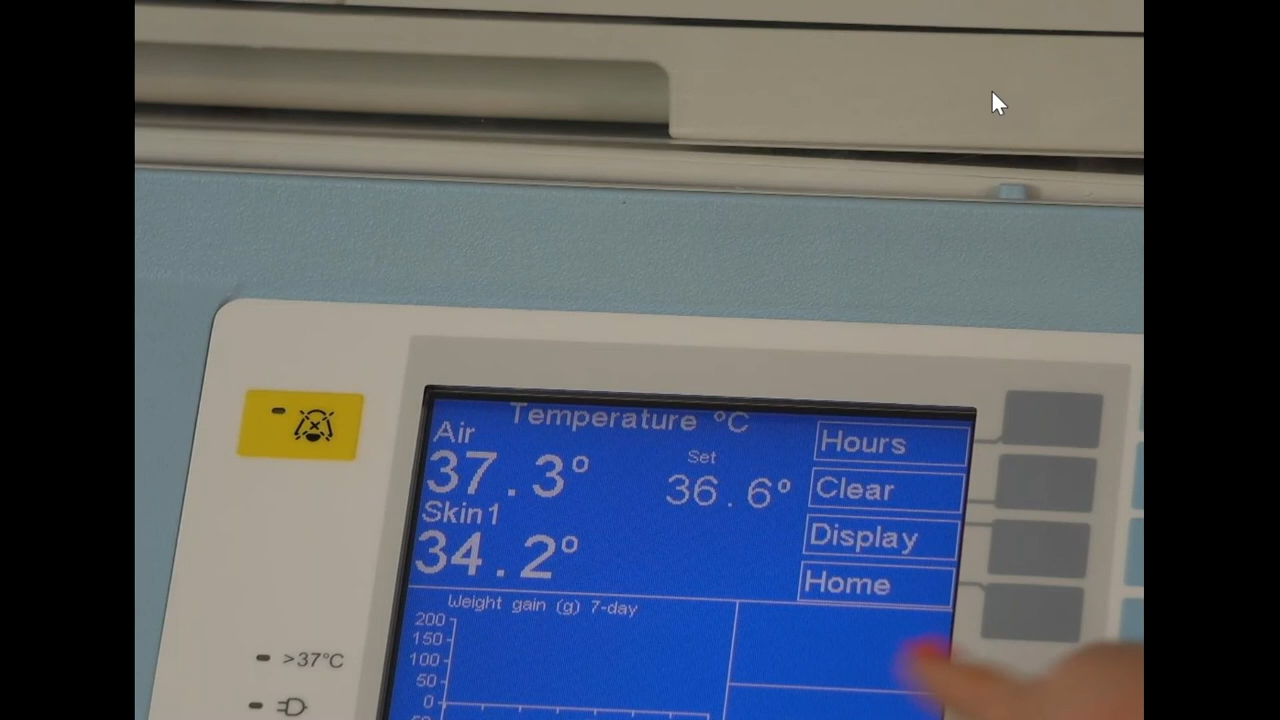 Temperature °C
Air
37.3°
Set
36.6°
Skin1
34.2°
Hours
Clear
Display
Home
Weight gain (g) 7-day
200
150
100
50
0
>37°C